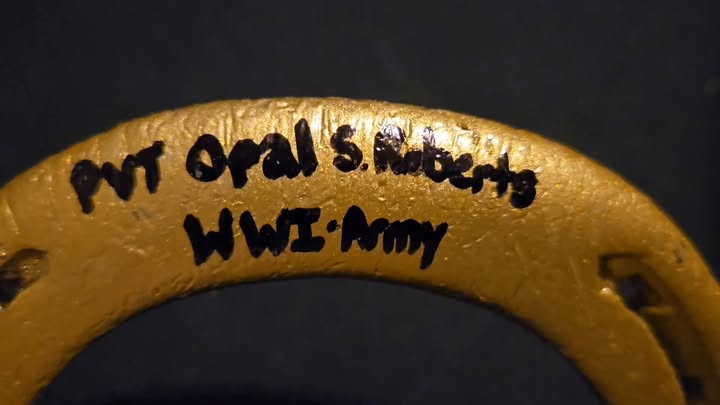 PVT Opal S. Roberts
WWI · Army